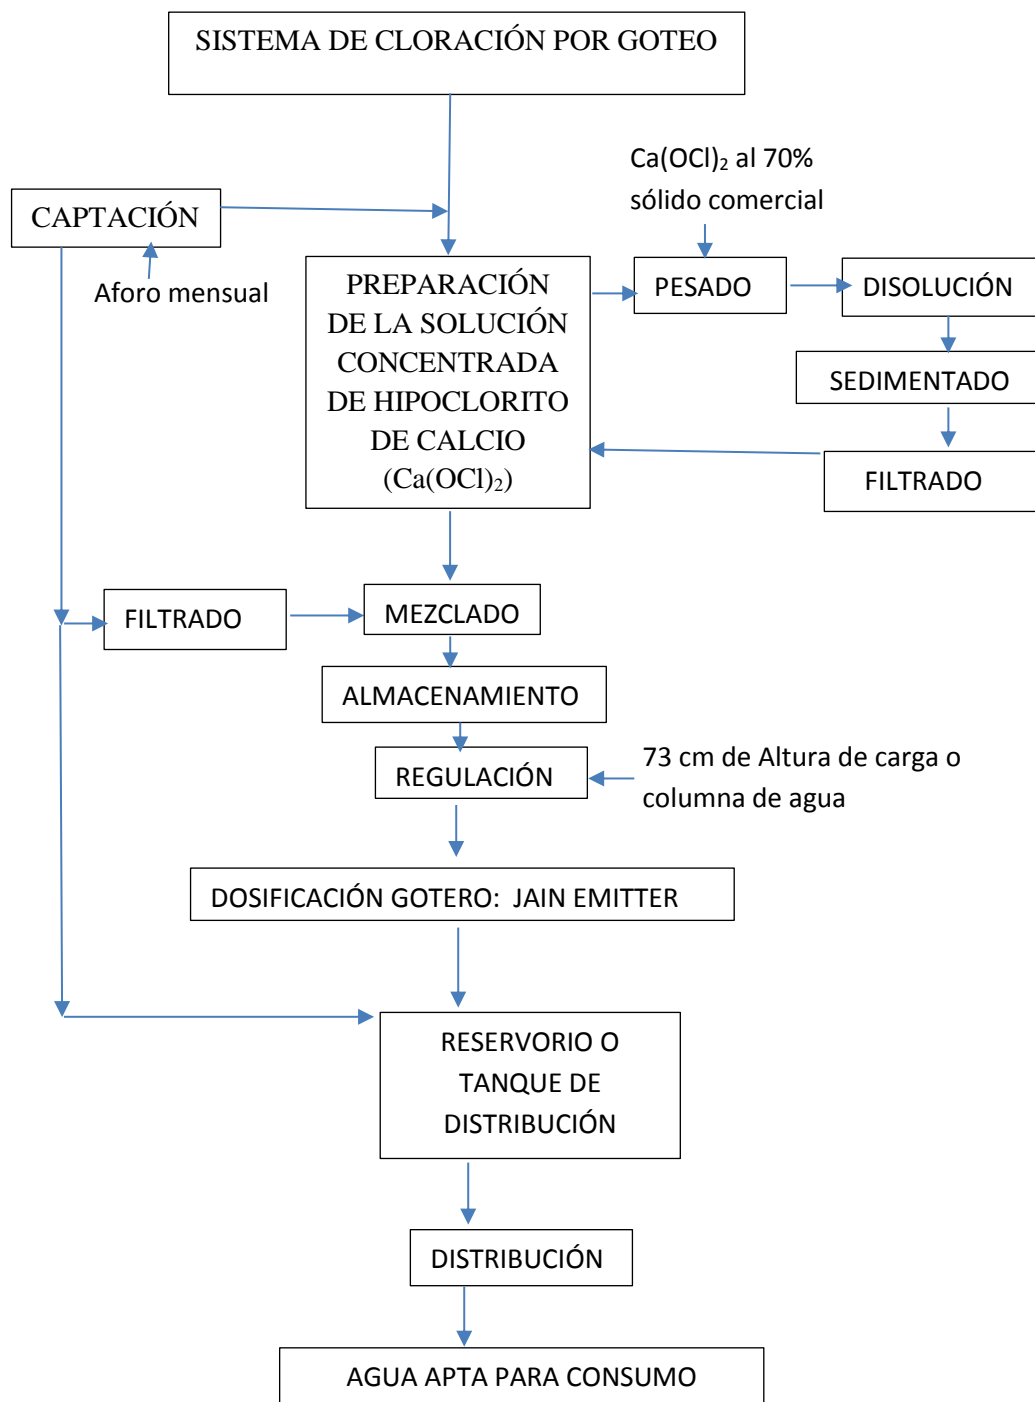 SISTEMA DE CLORACIÓN POR GOTEO
Ca(OCl)₂ al 70%
sólido comercial
CAPTACIÓN
Aforo mensual
PREPARACIÓN
DE LA SOLUCIÓN
CONCENTRADA
DE HIPOCLORITO
DE CALCIO
(Ca(OCl)₂)
PESADO
DISOLUCIÓN
SEDIMENTADO
FILTRADO
FILTRADO
MEZCLADO
ALMACENAMIENTO
REGULACIÓN
73 cm de Altura de carga o
columna de agua
DOSIFICACIÓN GOTERO: JAIN EMITTER
RESERVORIO O
TANQUE DE
DISTRIBUCIÓN
DISTRIBUCIÓN
AGUA APTA PARA CONSUMO